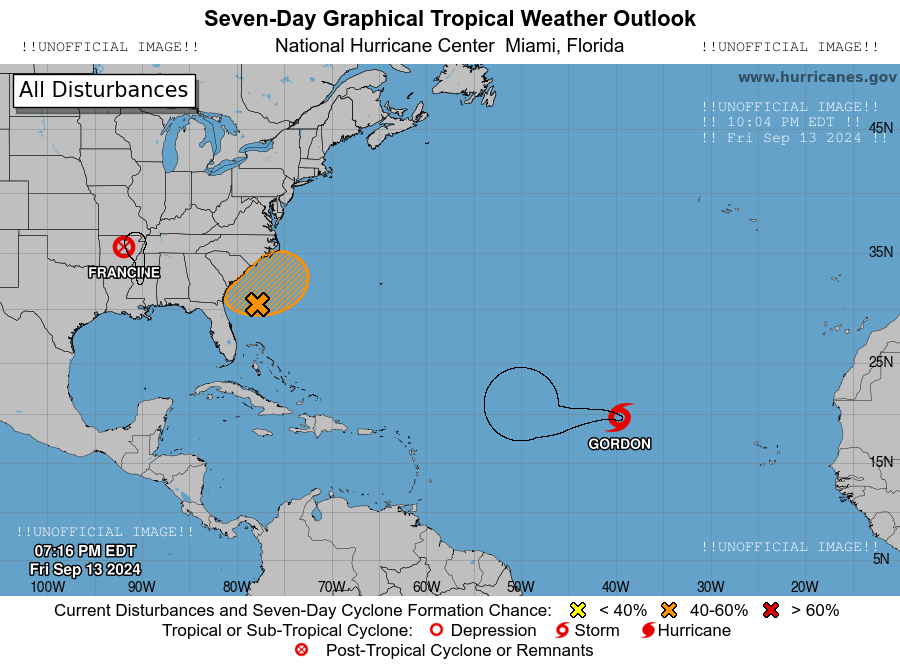 Seven-Day Graphical Tropical Weather Outlook
!!UNOFFICIAL IMAGE!! National Hurricane Center Miami, Florida !!UNOFFICIAL IMAGE!!
All Disturbances
www.hurricanes.gov
!!UNOFFICIAL IMAGE!!
!! 10:04 PM EDT !!
!! Fri Sep 13 2024 !!
45N
35N
FRANCINE
25N
GORDON
15N
!!UNOFFICIAL IMAGE!!
07:16 PM EDT
Fri Sep 13 2024
!!UNOFFICIAL IMAGE!!
5N
100W 90W 80W 70W 60W 50W 40W 30W 20W
Current Disturbances and Seven-Day Cyclone Formation Chance: < 40% 40-60% > 60%
Tropical or Sub-Tropical Cyclone: Depression Storm Hurricane
Post-Tropical Cyclone or Remnants